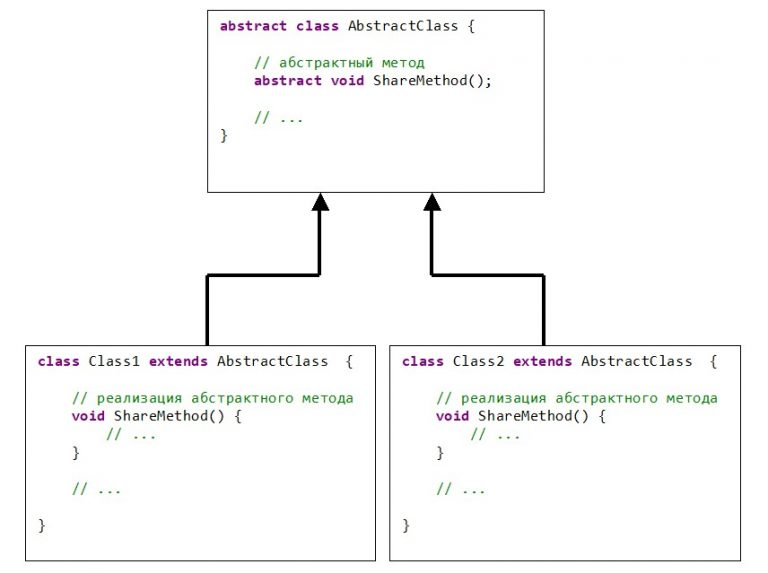 abstract class AbstractClass {
// абстрактный метод
abstract void ShareMethod();
// ...
}
class Class1 extends AbstractClass {
// реализация абстрактного метода
void ShareMethod() {
// ...
}
// ...
}
class Class2 extends AbstractClass {
// реализация абстрактного метода
void ShareMethod() {
// ...
}
// ...
}